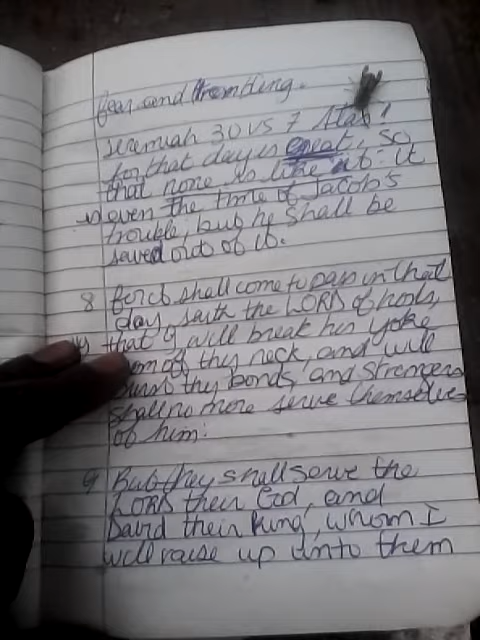 fear and trembling.
Jeremiah 30 vs 7 Alas!
for that day is great, so
that none is like it: it
is even the time of Jacob's
trouble, but he shall be
saved out of it.
8 for it shall come to pass in that
day, saith the LORD of hosts,
that I will break his yoke
from off thy neck, and will
burst thy bonds, and strangers
shall no more serve themselves
of him:
9 But they shall serve the
LORD their God, and
David their king, whom I
will raise up unto them